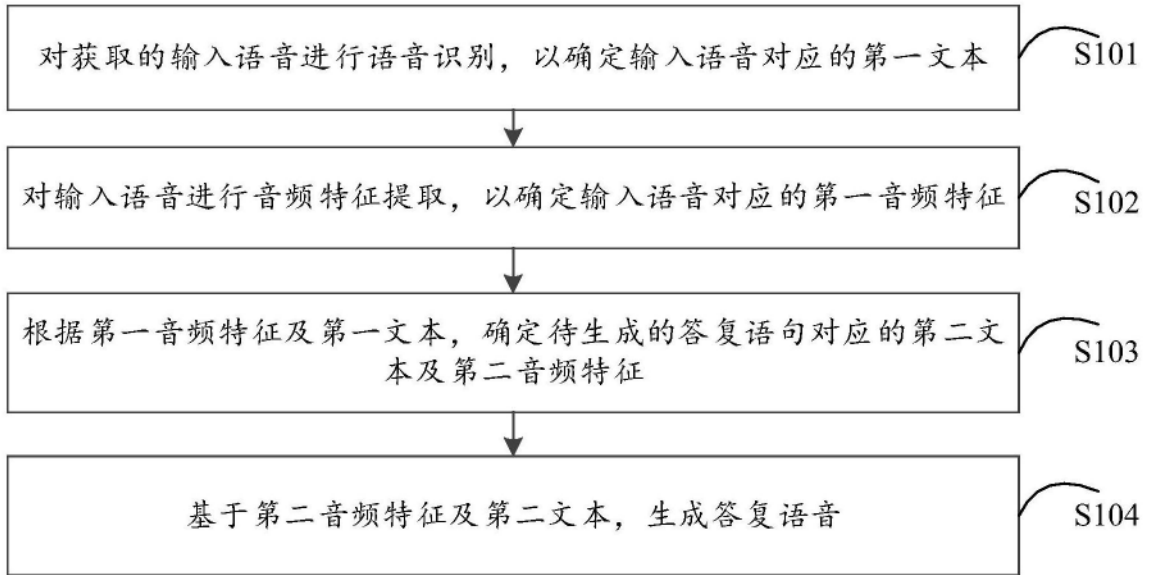 对获取的输入语音进行语音识别，以确定输入语音对应的第一文本
S101
对输入语音进行音频特征提取，以确定输入语音对应的第一音频特征
S102
根据第一音频特征及第一文本，确定待生成的答复语句对应的第二文
本及第二音频特征
S103
基于第二音频特征及第二文本，生成答复语音
S104